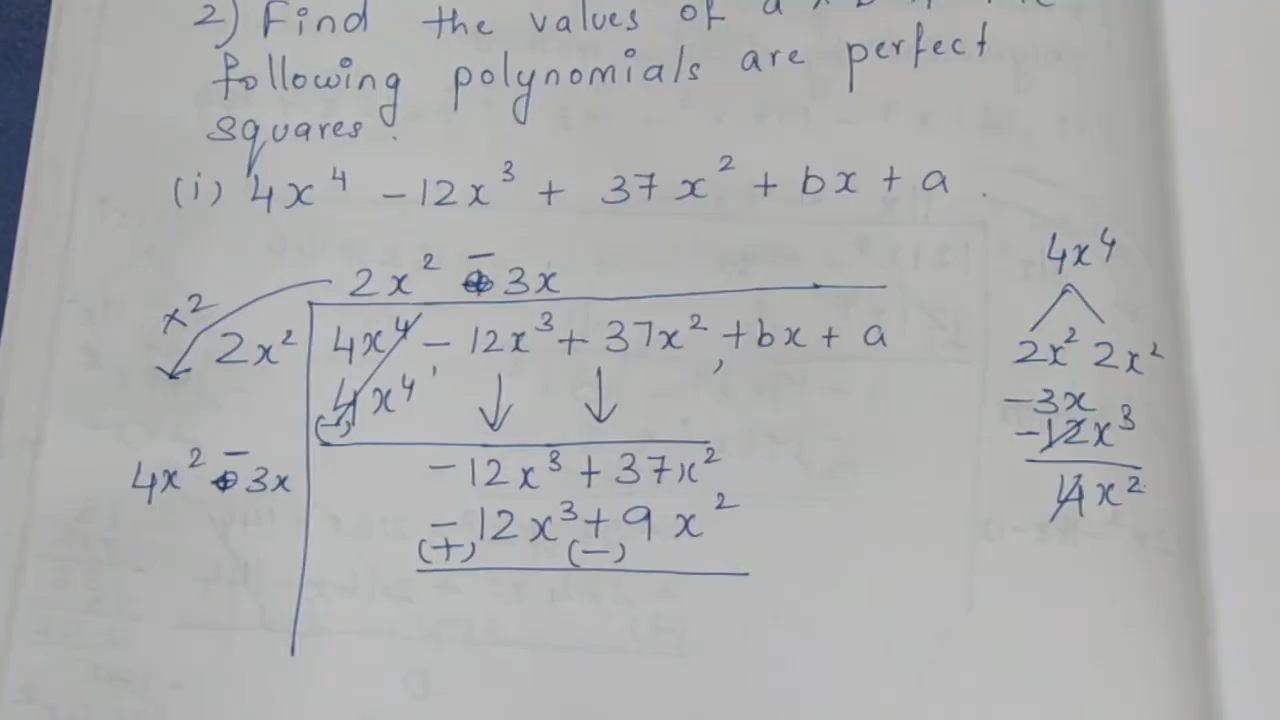 2) Find the values of a
following polynomials are perfect
squares.
(i) 4x⁴ - 12x³ + 37x² + bx + a .
2x² - 3x
x²
2x² 4x⁴ - 12x³ + 37x² , + bx + a
4x⁴
(-)
- 12x³ + 37x²
4x² - 3x
- 12x³ + 9x²
(+) (-)
4x⁴
2x² 2x²
-3x
-12x³
4x²